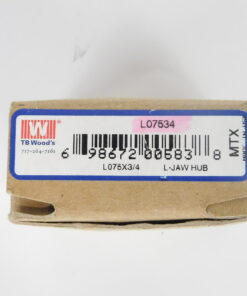 L07534
TB Wood's
717-264-7161
6 98672 00583 8
L075X3/4 L-JAW HUB
MTX